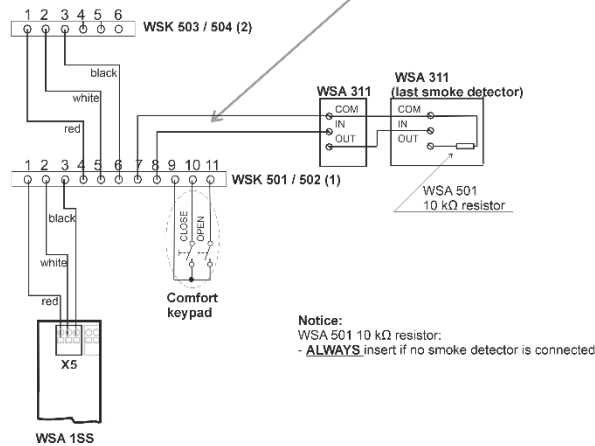 1 2 3 4 5 6
WSK 503 / 504 (2)
black
white
red
WSA 311
WSA 311
(last smoke detector)
COM
IN
OUT
COM
IN
OUT
1 2 3 4 5 6 7 8 9 10 11
WSK 501 / 502 (1)
WSA 501
10 kΩ resistor
black
white
red
CLOSE
OPEN
Comfort
keypad
Notice:
WSA 501 10 kΩ resistor:
- ALWAYS insert if no smoke detector is connected
X5
WSA 1SS